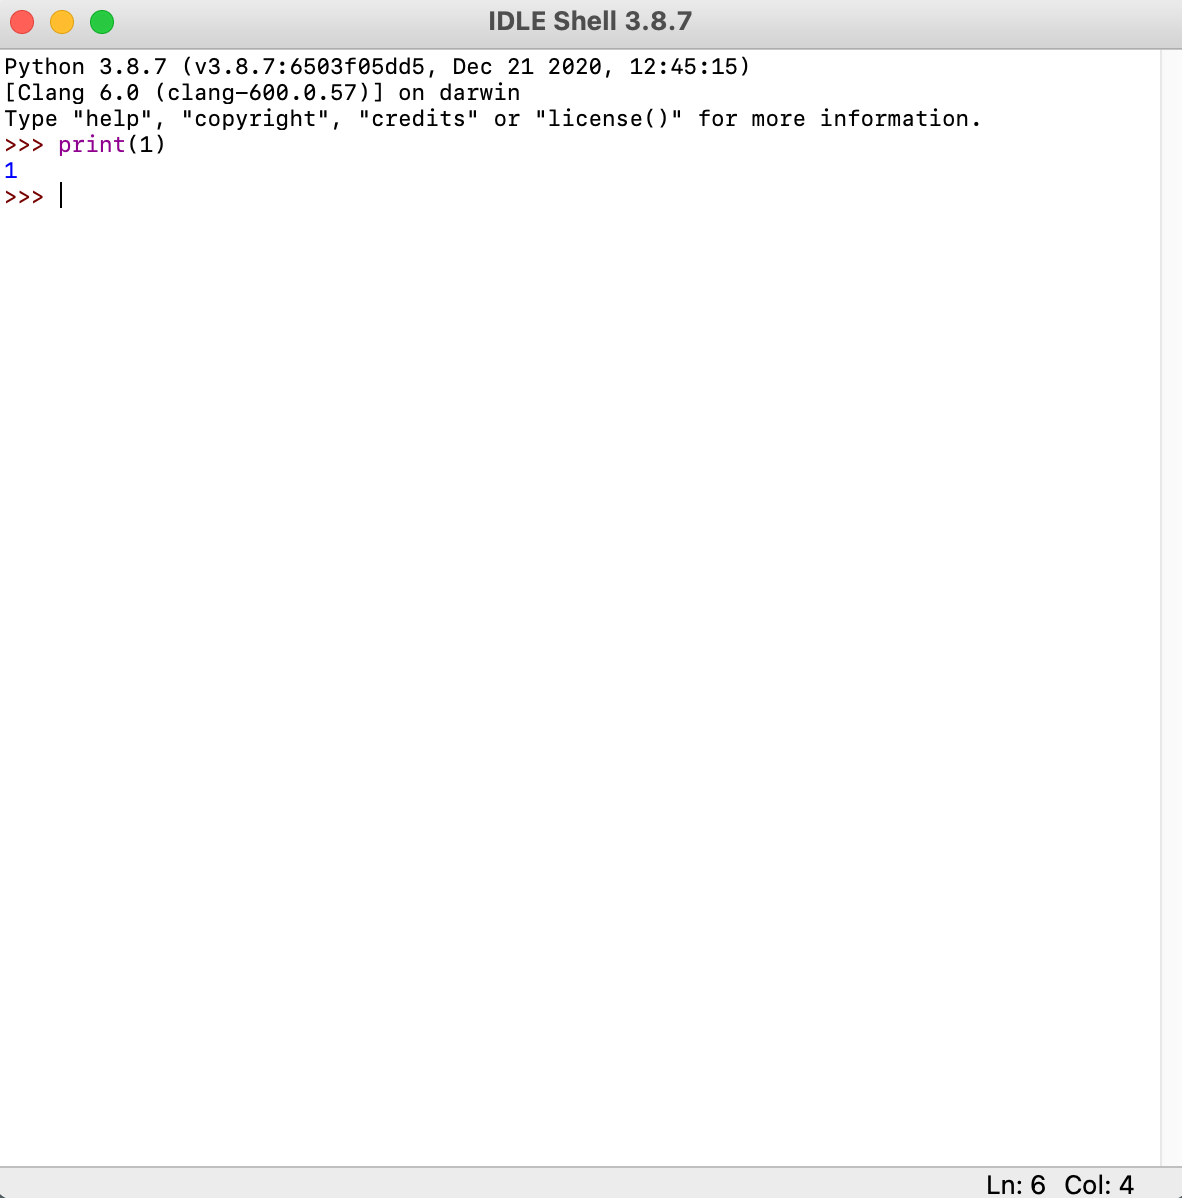 IDLE Shell 3.8.7
Python 3.8.7 (v3.8.7:6503f05dd5, Dec 21 2020, 12:45:15)
[Clang 6.0 (clang-600.0.57)] on darwin
Type "help", "copyright", "credits" or "license()" for more information.
>>> print(1)
1
>>>
Ln: 6 Col: 4